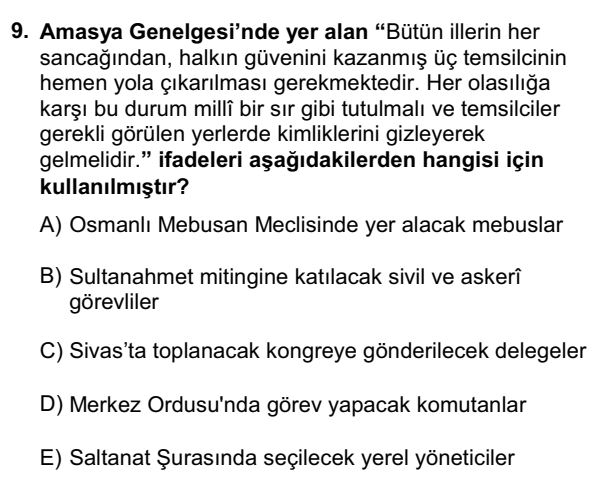 9. Amasya Genelgesi’nde yer alan “Bütün illerin her
sancağından, halkın güvenini kazanmış üç temsilcinin
hemen yola çıkarılması gerekmektedir. Her olasılığa
karşı bu durum millî bir sır gibi tutulmalı ve temsilciler
gerekli görülen yerlerde kimliklerini gizleyerek
gelmelidir.” ifadeleri aşağıdakilerden hangisi için
kullanılmıştır?
A) Osmanlı Mebusan Meclisinde yer alacak mebuslar
B) Sultanahmet mitingine katılacak sivil ve askerî
görevliler
C) Sivas’ta toplanacak kongreye gönderilecek delegeler
D) Merkez Ordusu'nda görev yapacak komutanlar
E) Saltanat Şurasında seçilecek yerel yöneticiler